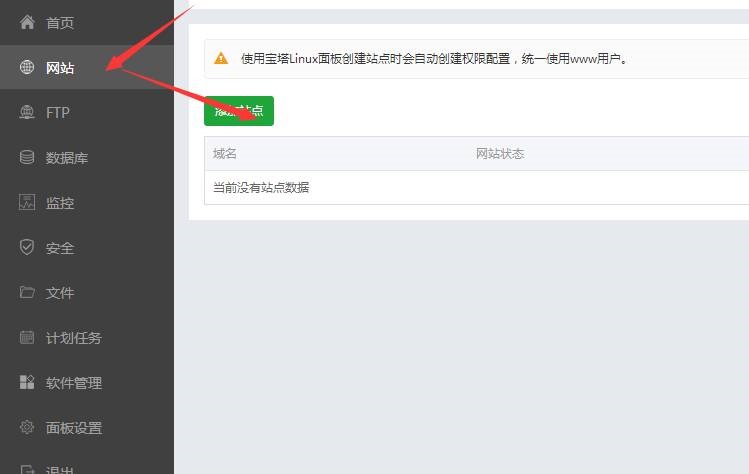 首页
网站
FTP
数据库
监控
安全
文件
计划任务
软件管理
面板设置
退出
使用宝塔Linux面板创建站点时会自动创建权限配置，统一使用www用户。
添加站点
域名 网站状态
当前没有站点数据